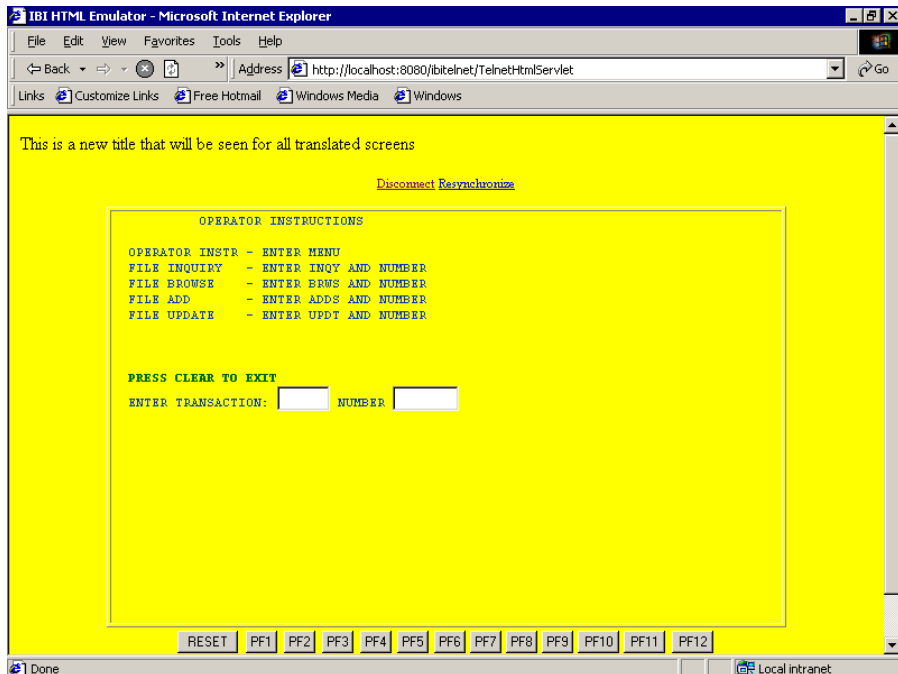 IBI HTML Emulator - Microsoft Internet Explorer
File Edit View Favorites Tools Help
Back » Address http://localhost:8080/ibitelnet/TelnetHtmlServlet Go
Links Customize Links Free Hotmail Windows Media Windows
This is a new title that will be seen for all translated screens
Disconnect Resynchronize
OPERATOR INSTRUCTIONS
OPERATOR INSTR - ENTER MENU
FILE INQUIRY - ENTER INQY AND NUMBER
FILE BROWSE - ENTER BRWS AND NUMBER
FILE ADD - ENTER ADDS AND NUMBER
FILE UPDATE - ENTER UPDT AND NUMBER
PRESS CLEAR TO EXIT
ENTER TRANSACTION: NUMBER
RESET PF1 PF2 PF3 PF4 PF5 PF6 PF7 PF8 PF9 PF10 PF11 PF12
Done Local intranet